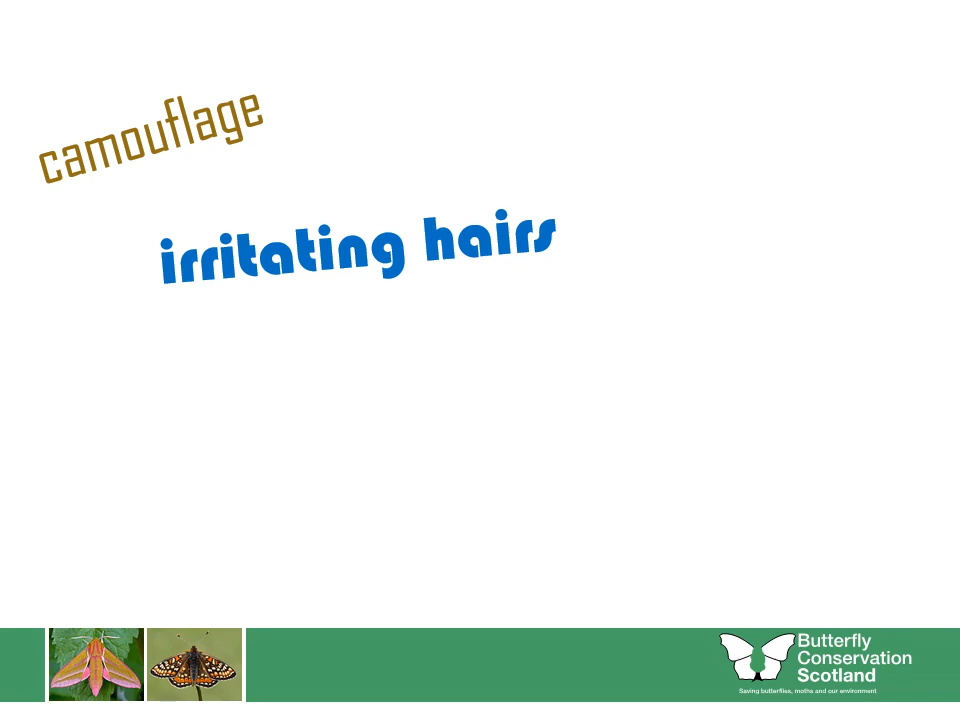 camouflage
irritating hairs
Butterfly
Conservation
Scotland
Saving butterflies, moths and our environment